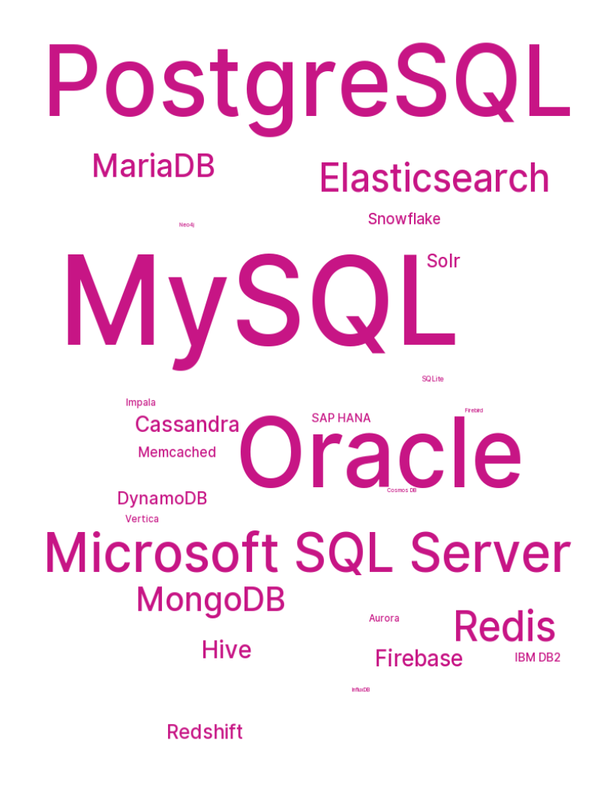 PostgreSQL
MariaDB
Elasticsearch
Snowflake
Neo4j
MySQL
Solr
SQLite
Impala
Firebird
SAP HANA
Cassandra
Oracle
Memcached
Cosmos DB
DynamoDB
Vertica
Microsoft SQL Server
MongoDB
Aurora
Redis
Hive
Firebase
IBM DB2
InfluxDB
Redshift